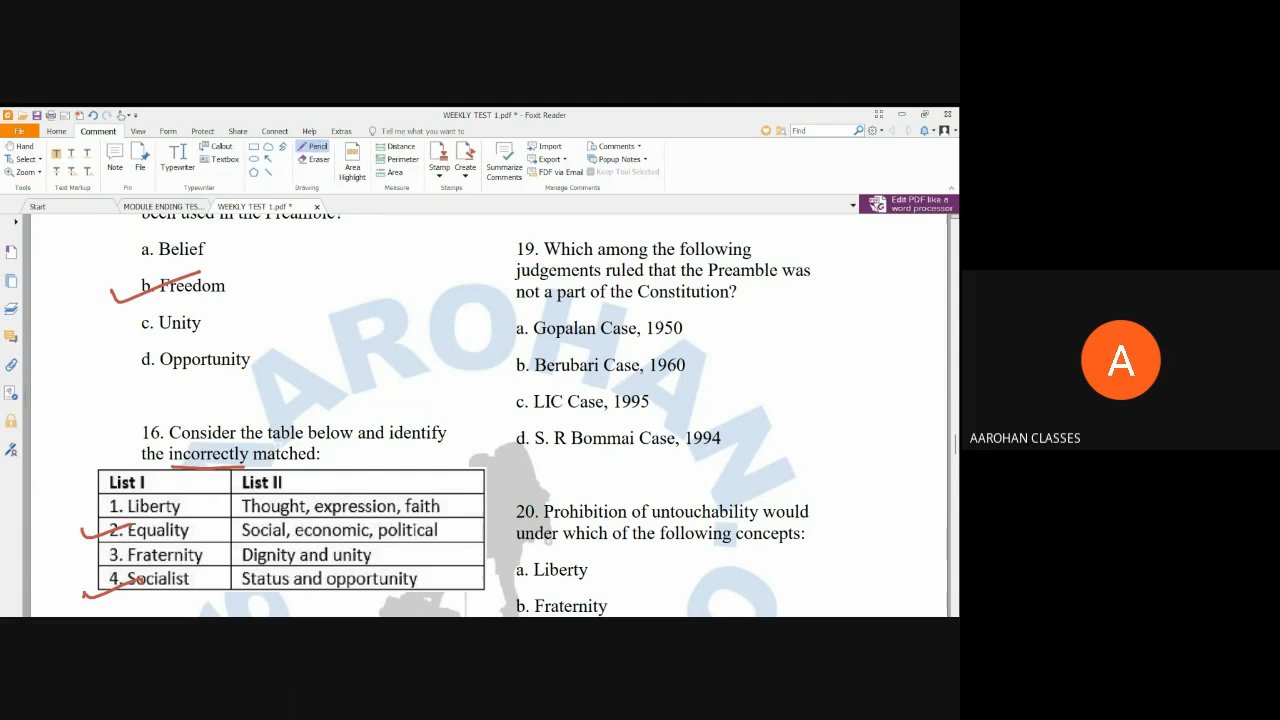 WEEKLY TEST 1.pdf * - Foxit Reader
File Home Comment View Form Protect Share Connect Help Extras Tell me what you want to Find
Hand
Select
Zoom
Tools
Text Markup
Note
File
Pin
Typewriter
Callout
Textbox
Typewriter
Pencil
Eraser
Drawing
Area
Highlight
Distance
Perimeter
Area
Measure
Stamp
Create
Stamps
Summarize
Comments
Import
Export
FDF via Email
Comments
Popup Notes
Keep Tool Selected
Manage Comments
Start MODULE ENDING TES... WEEKLY TEST 1.pdf *
Edit PDF like a
word processor
been used in the Preamble?
a. Belief
b. Freedom
c. Unity
d. Opportunity
16. Consider the table below and identify
the incorrectly matched:
List I List II
1. Liberty Thought, expression, faith
2. Equality Social, economic, political
3. Fraternity Dignity and unity
4. Socialist Status and opportunity
19. Which among the following
judgements ruled that the Preamble was
not a part of the Constitution?
a. Gopalan Case, 1950
b. Berubari Case, 1960
c. LIC Case, 1995
d. S. R Bommai Case, 1994
20. Prohibition of untouchability would
under which of the following concepts:
a. Liberty
b. Fraternity
AAROHAN
A
AAROHAN CLASSES